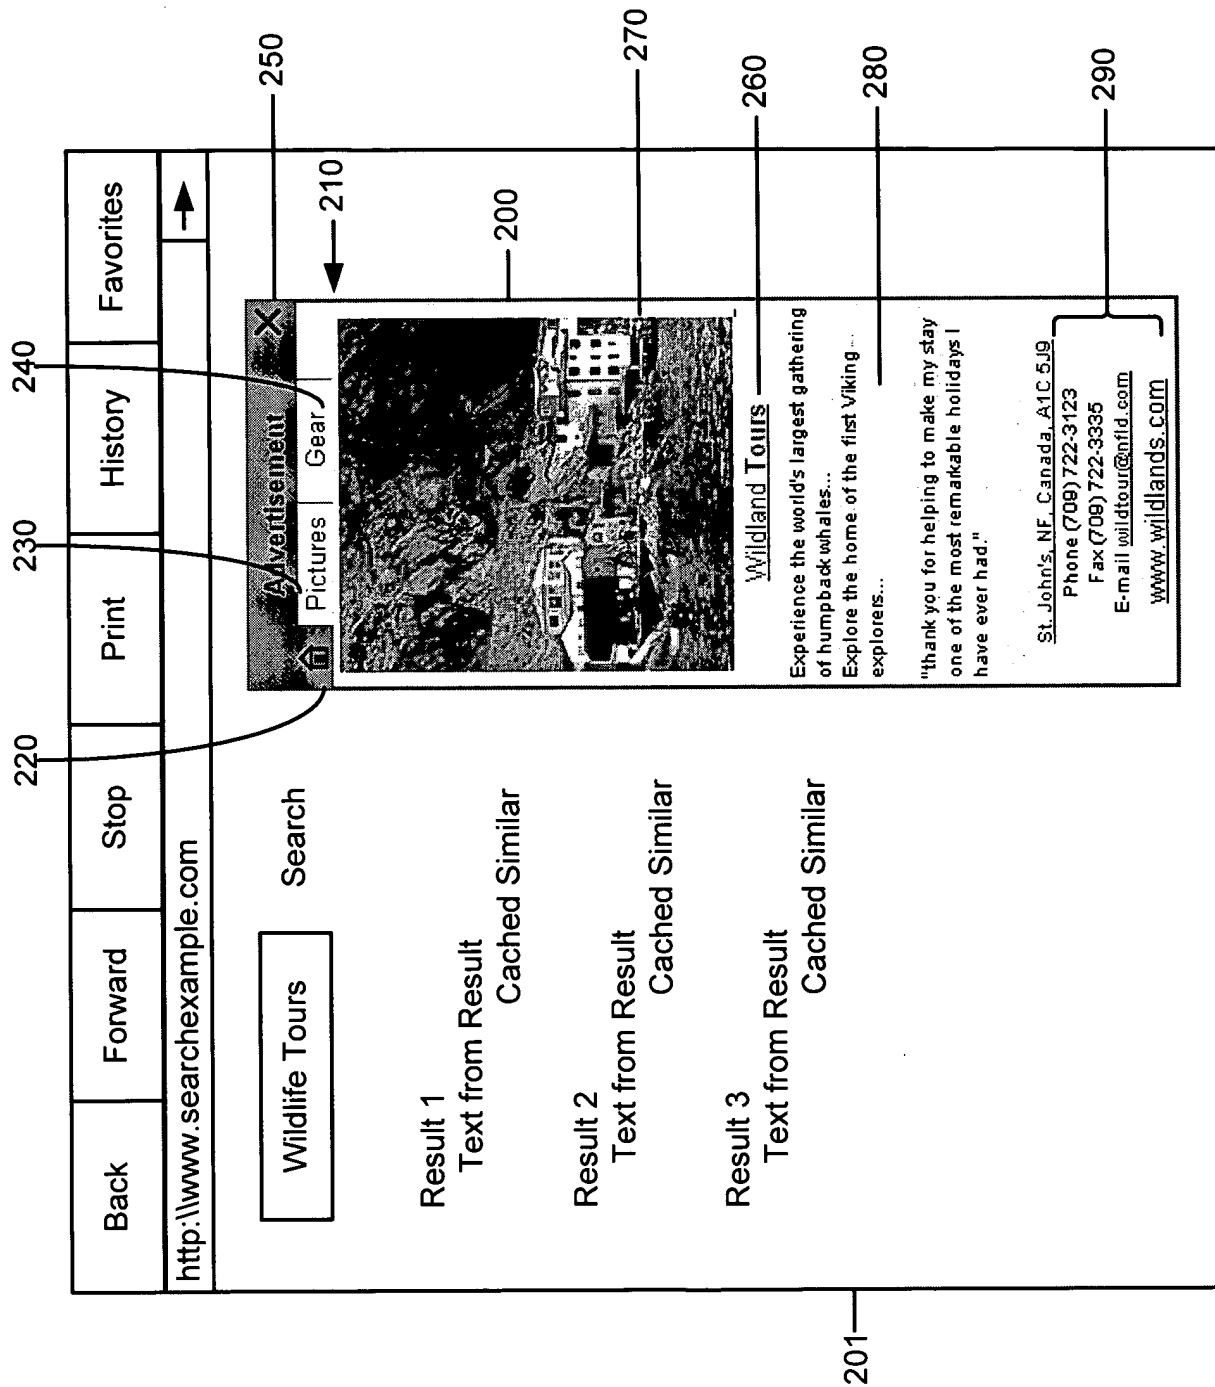 220
230
240
Back
Forward
Stop
Print
History
Favorites
http:\\www.searchexample.com
250
Advertisement
X
Wildlife Tours
Search
Pictures
Gear
210
200
Result 1
Text from Result
Cached Similar
Result 2
Text from Result
Cached Similar
Result 3
Text from Result
Cached Similar
270
Wildland Tours
260
Experience the world's largest gathering
of humpback whales...
Explore the home of the fist Viking
explorers...
280
"thank you for helping to make my stay
one of the most remarkable holidays I
have ever had."
St. John's, NF, Canada, A1C 5J9
Phone (709) 722-3123
Fax (709) 722-3335
E-mail wildtour@nfld.com
www.wildlands.com
290
201